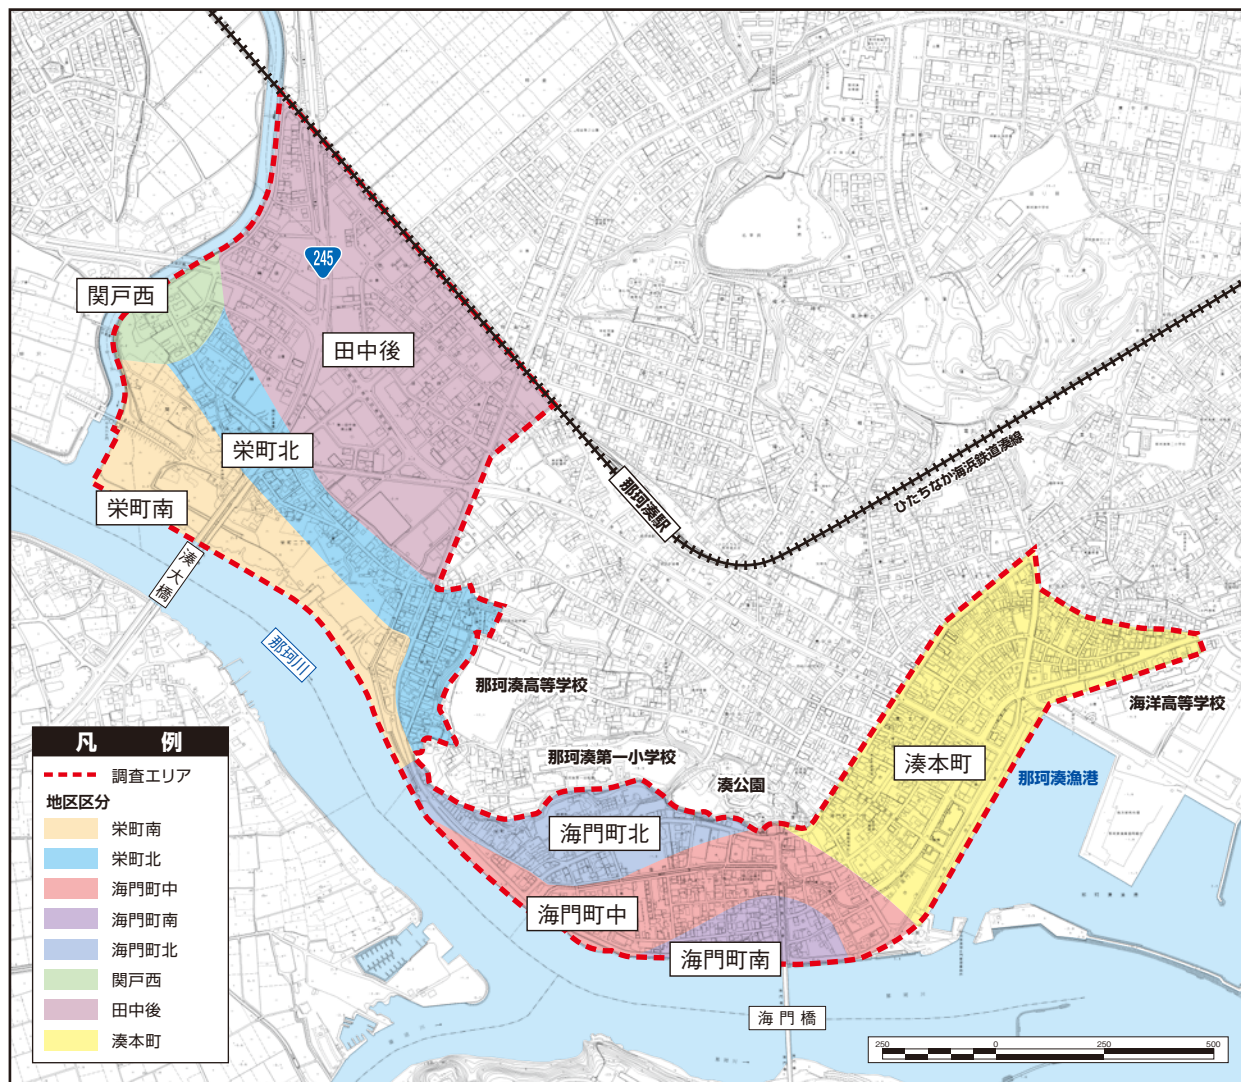 245
関戸西
田中後
栄町北
栄町南
湊大橋
那珂川
那珂湊駅
ひたちなか海浜鉄道湊線
那珂湊高等学校
那珂湊第一小学校
湊公園
海洋高等学校
湊本町
那珂湊漁港
海門町北
海門町中
海門町南
海門橋
凡 例
調査エリア
地区区分
栄町南
栄町北
海門町中
海門町南
海門町北
関戸西
田中後
湊本町
250 0 250 500